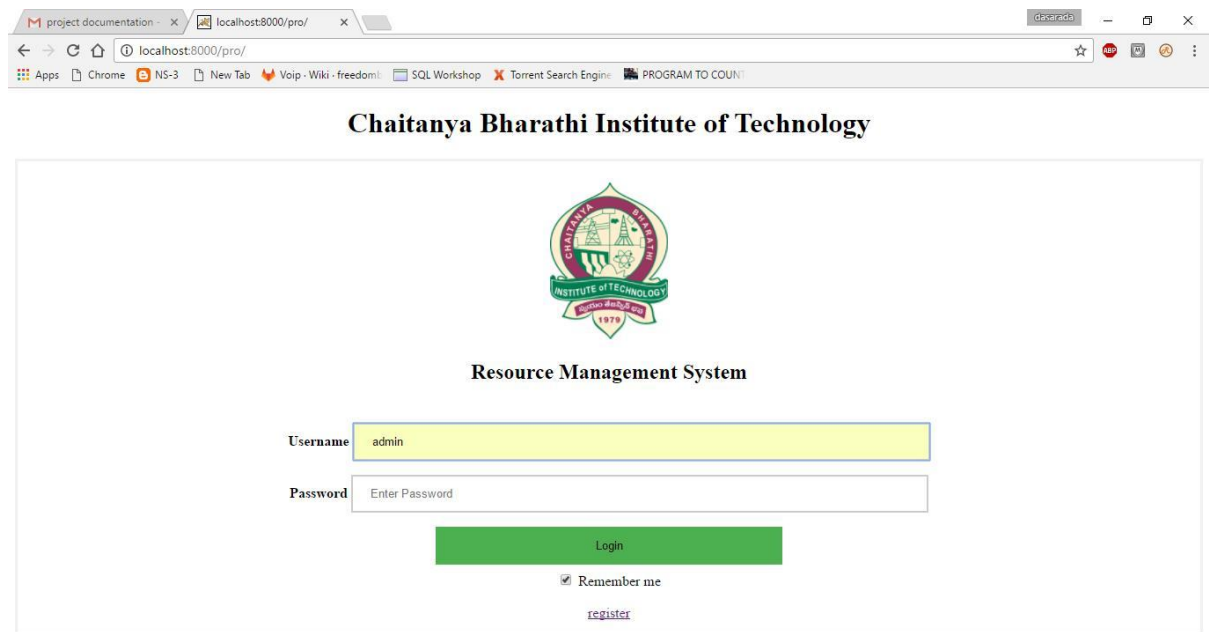 project documentation -
localhost:8000/pro/
dasarada
localhost:8000/pro/
Apps Chrome NS-3 New Tab Voip - Wiki - freedomb SQL Workshop Torrent Search Engine PROGRAM TO COUNT
Chaitanya Bharathi Institute of Technology
CHAITANYA BHARATHI
INSTITUTE of TECHNOLOGY
1979
Resource Management System
Username admin
Password Enter Password
Login
Remember me
register